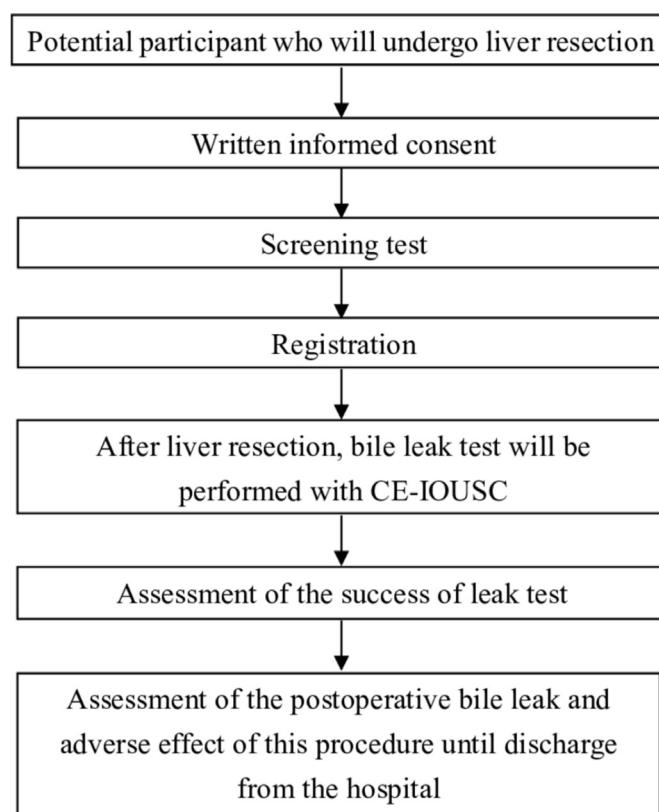 Potential participant who will undergo liver resection
Written informed consent
Screening test
Registration
After liver resection, bile leak test will be
performed with CE-IOUSC
Assessment of the success of leak test
Assessment of the postoperative bile leak and
adverse effect of this procedure until discharge
from the hospital